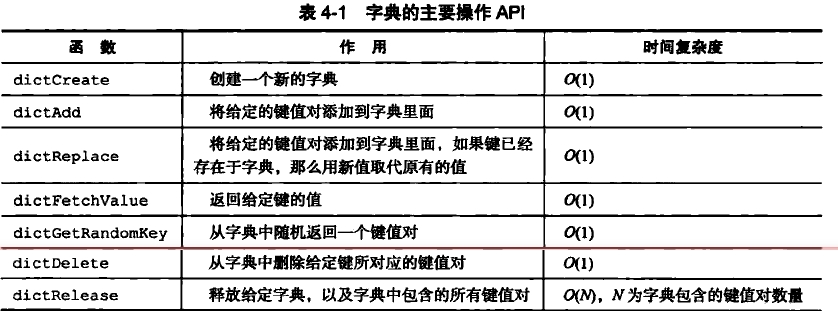 表 4-1 字典的主要操作 API
函 数 作 用 时间复杂度
dictCreate 创建一个新的字典 O(1)
dictAdd 将给定的键值对添加到字典里面 O(1)
dictReplace 将给定的键值对添加到字典里面，如果键已经 O(1)
存在于字典，那么用新值取代原有的值
dictFetchValue 返回给定键的值 O(1)
dictGetRandomKey 从字典中随机返回一个键值对 O(1)
dictDelete 从字典中删除给定键所对应的键值对 O(1)
dictRelease 释放给定字典，以及字典中包含的所有键值对 O(N)，N 为字典包含的键值对数量